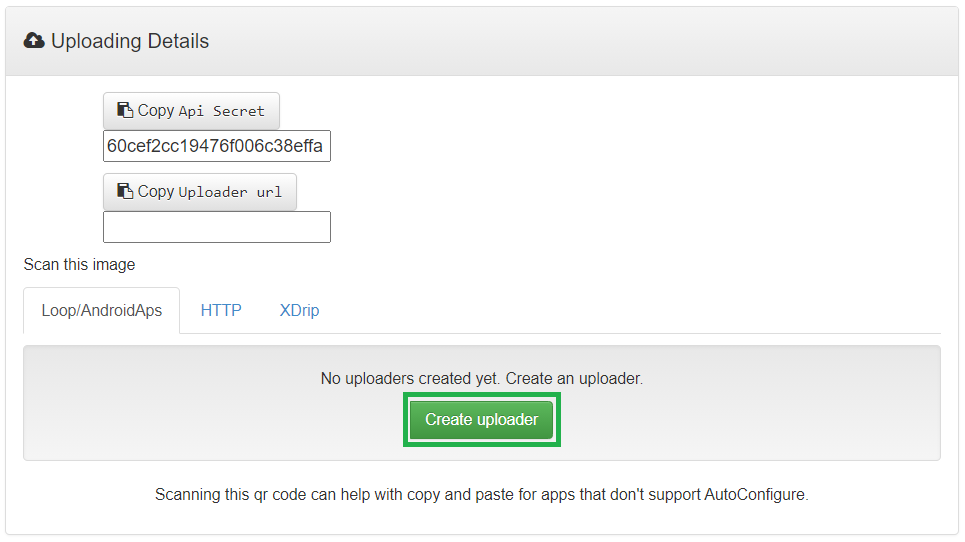 Uploading Details
Copy Api Secret
60cef2cc19476f006c38effa
Copy Uploader url
Scan this image
Loop/AndroidAps HTTP XDrip
No uploaders created yet. Create an uploader.
Create uploader
Scanning this qr code can help with copy and paste for apps that don't support AutoConfigure.